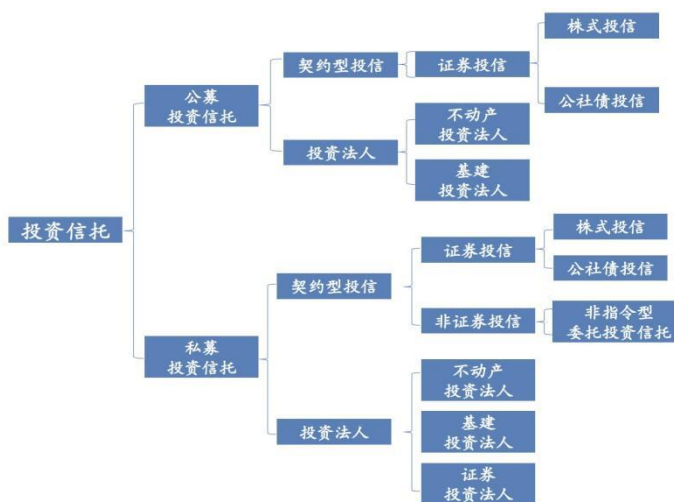 投资信托
公募
投资信托
契约型投信
证券投信
株式投信
公社债投信
投资法人
不动产
投资法人
基建
投资法人
私募
投资信托
契约型投信
证券投信
株式投信
公社债投信
非证券投信
非指令型
委托投资信托
投资法人
不动产
投资法人
基建
投资法人
证券
投资法人